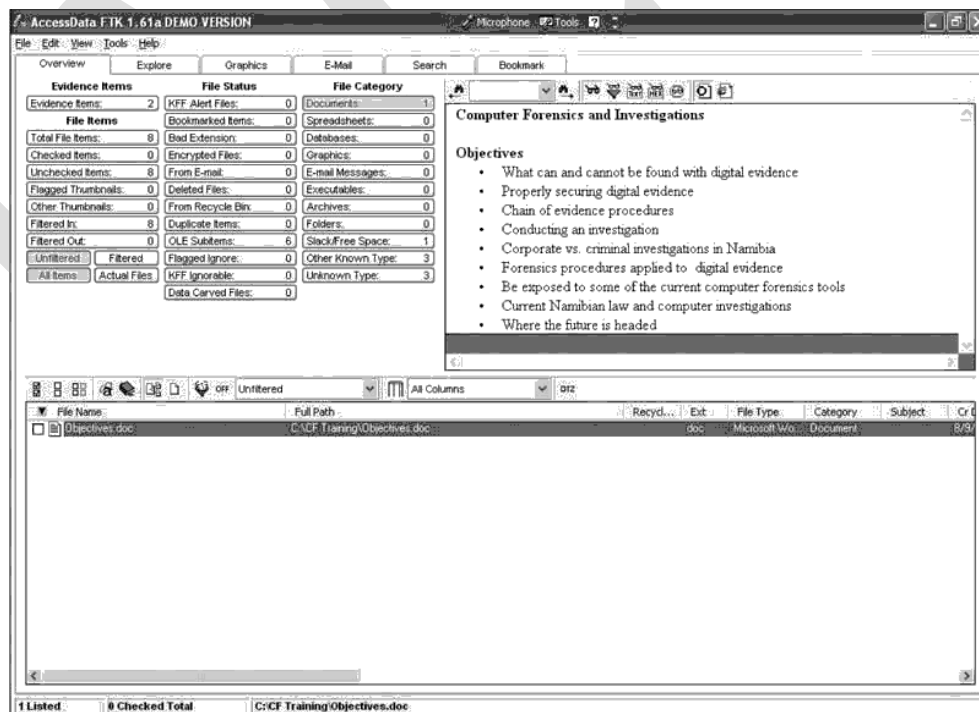 AccessData FTK 1.61a DEMO VERSION
Microphone Tools
File Edit View Tools Help
Overview Explore Graphics E-Mail Search Bookmark
Evidence Items File Status File Category
Evidence Items: 2 KFF Alert Files: 0 Documents: 1
File Items Bookmarked Items: 0 Spreadsheets: 0
Total File Items: 8 Bad Extension: 0 Databases: 0
Checked Items: 0 Encrypted Files: 0 Graphics: 0
Unchecked Items: 8 From E-mail: 0 E-mail Messages: 0
Flagged Thumbnails: 0 Deleted Files: 0 Executables: 0
Other Thumbnails: 0 From Recycle Bin: 0 Archives: 0
Filtered In: 8 Duplicate Items: 0 Folders: 0
Filtered Out: 0 OLE Subitems: 6 Slack/Free Space: 1
Unfiltered Filtered Flagged Ignore: 0 Other Known Type: 3
All Items Actual Files KFF Ignorable: 0 Unknown Type: 3
Data Carved Files: 0
Computer Forensics and Investigations
Objectives
• What can and cannot be found with digital evidence
• Properly securing digital evidence
• Chain of evidence procedures
• Conducting an investigation
• Corporate vs. criminal investigations in Namibia
• Forensics procedures applied to digital evidence
• Be exposed to some of the current computer forensics tools
• Current Namibian law and computer investigations
• Where the future is headed
OFF Unfiltered All Columns DTZ
File Name Full Path Recycl... Ext File Type Category Subject Cr D
Objectives.doc C:\CF Training\Objectives.doc doc Microsoft Wo... Document 8/9/
1 Listed 0 Checked Total C:\CF Training\Objectives.doc